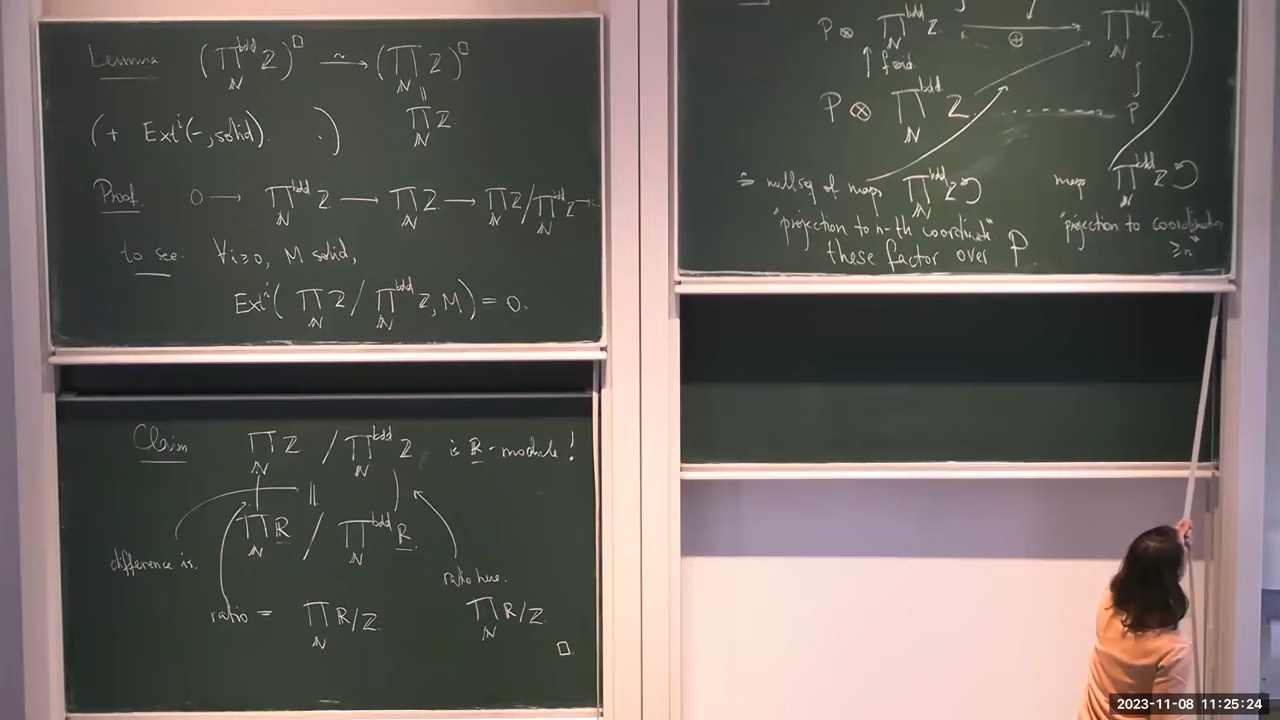 Lemma (∏^bdd_ℕ ℤ)^□ ⥲ (∏_ℕ ℤ)^□
(+ Ext^i(-, solid). .) ‖ ∏_ℕ ℤ
Proof. 0 → ∏^bdd_ℕ ℤ → ∏_ℕ ℤ → ∏_ℕ ℤ/∏^bdd_ℕ ℤ →
to see. ∀i≥0, M solid,
Ext^i(∏_ℕ ℤ / ∏^bdd_ℕ ℤ, M) = 0.
Claim ∏_ℕ ℤ / ∏^bdd_ℕ ℤ is ℝ-module!
‖
∏_ℕ ℝ / ∏^bdd_ℕ ℝ
difference is.
ratio here.
ratio = ∏_ℕ ℝ/ℤ ∏_ℕ ℝ/ℤ
□
P ⊗ ∏^bdd_ℕ ℤ → ⊕ ∏^bdd_ℕ ℤ
P ⊗ ∏^bdd_ℕ ℤ P
≙ nullseq of maps ∏^bdd_ℕ ℤ ↺ maps ∏^bdd_ℕ ℤ ↺
"projection to n-th coordinate" "projection to coordinates
these factor over P. ≥n"
2023-11-08 11:25:24